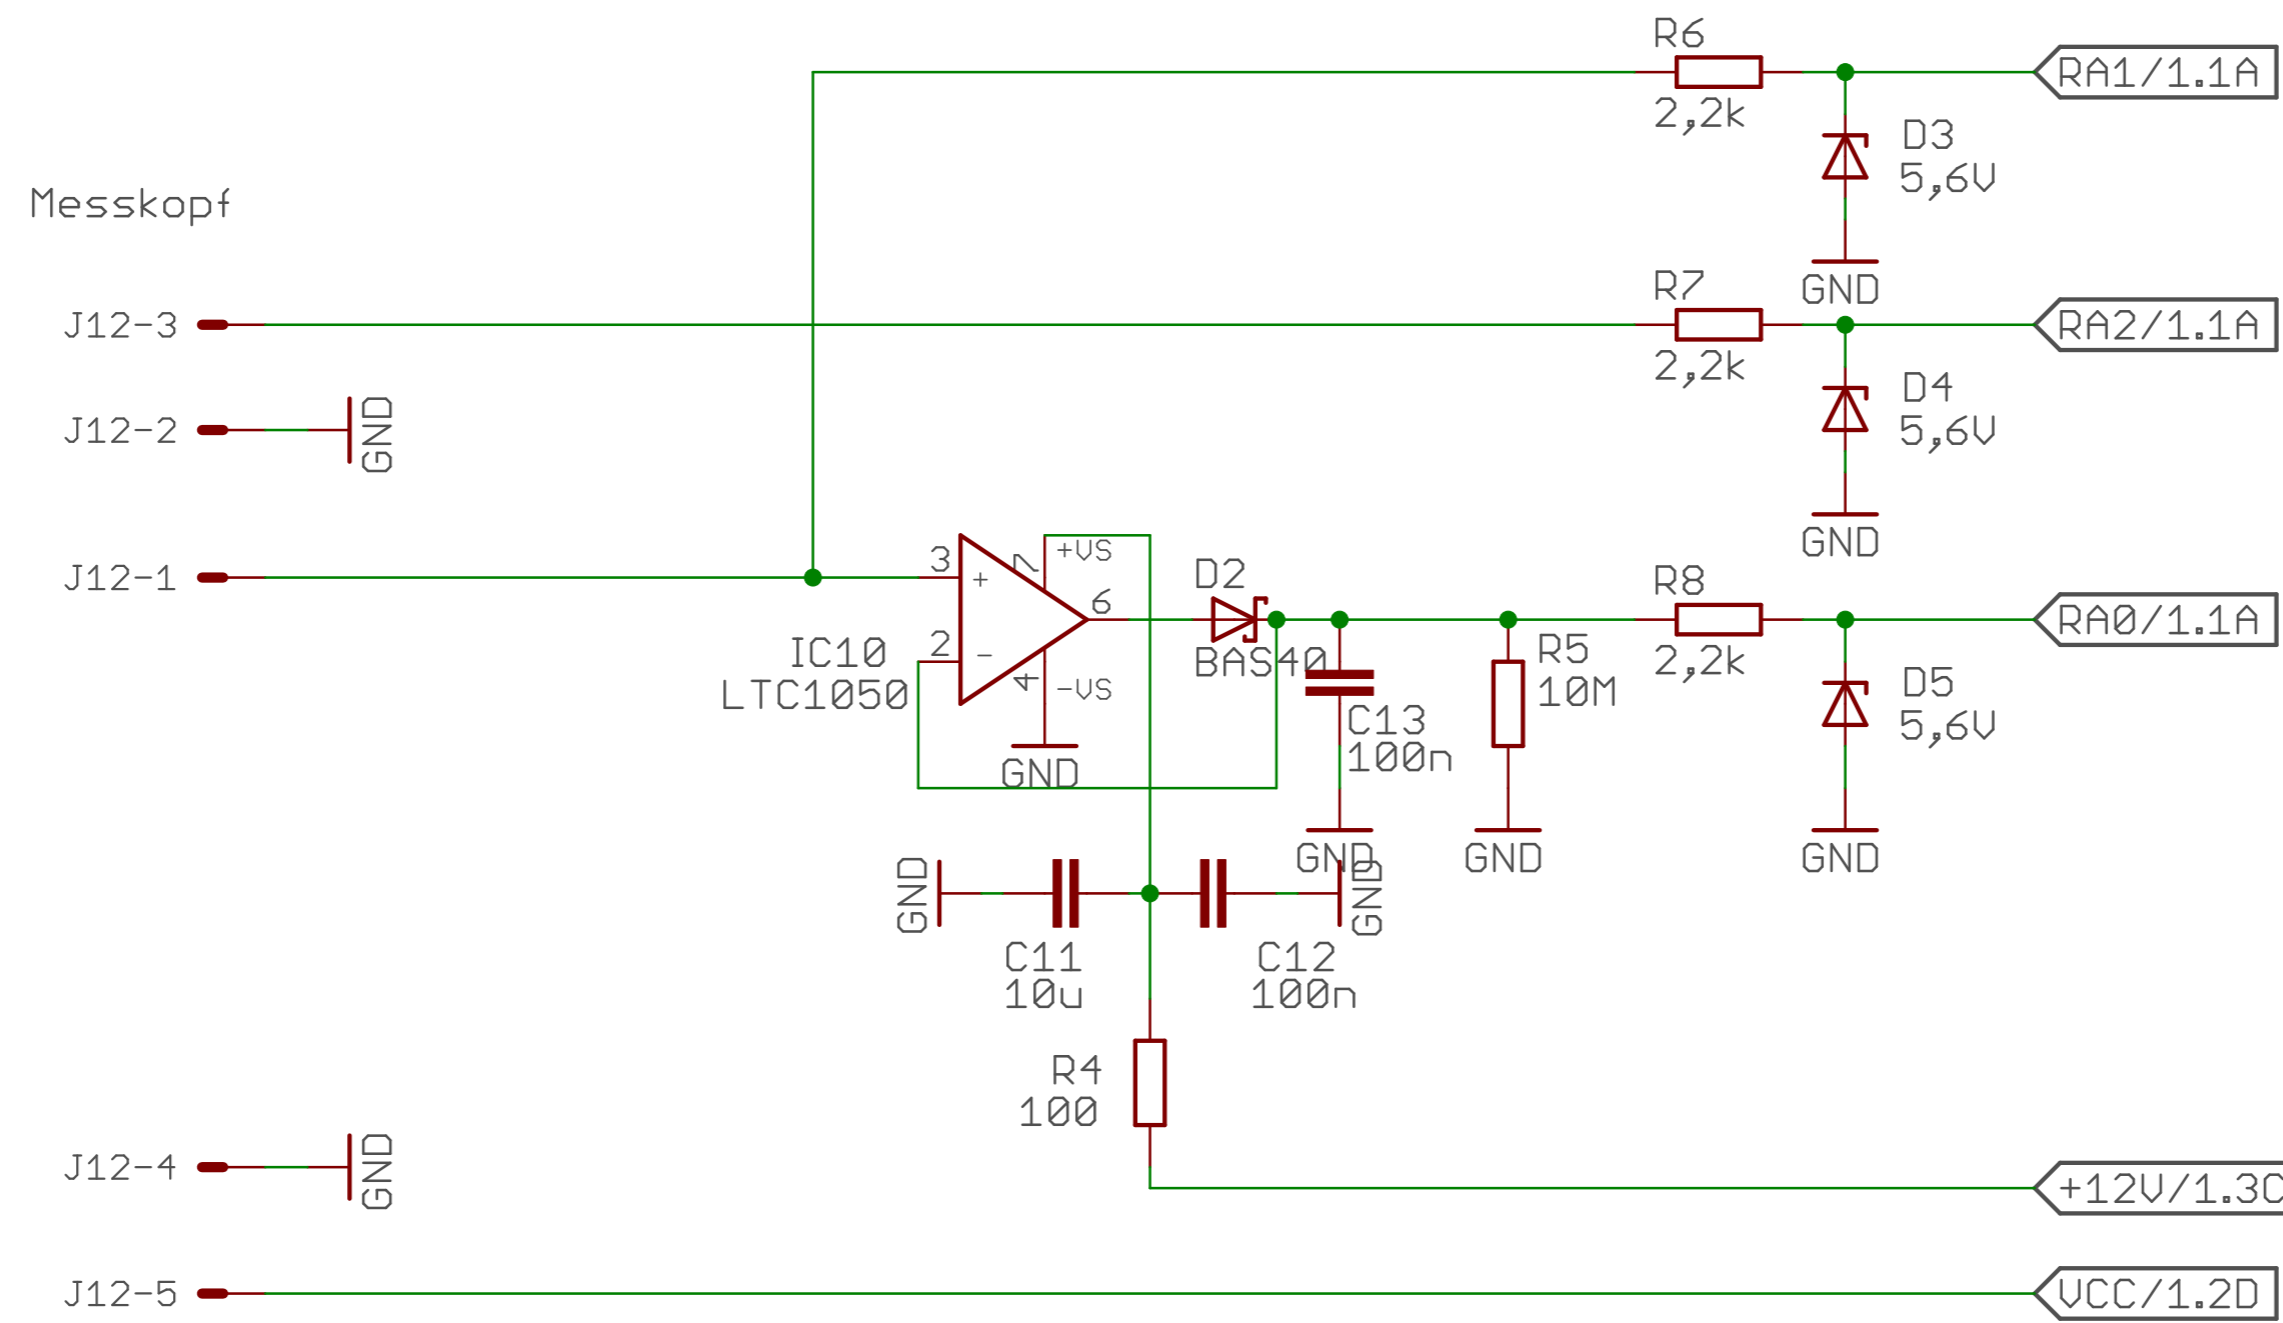 R6
2,2k
RA1/1.1A
D3
5,6V
GND
Messkopf
J12-3
R7
2,2k
RA2/1.1A
D4
5,6V
GND
J12-2
GND
J12-1
3
+
7
+VS
2
-
4
-VS
6
IC10
LTC1050
GND
D2
BAS40
C13
100n
GND
R5
10M
GND
R8
2,2k
RA0/1.1A
D5
5,6V
GND
GND
C11
10u
C12
100n
GND
R4
100
J12-4
GND
+12V/1.3C
J12-5
VCC/1.2D